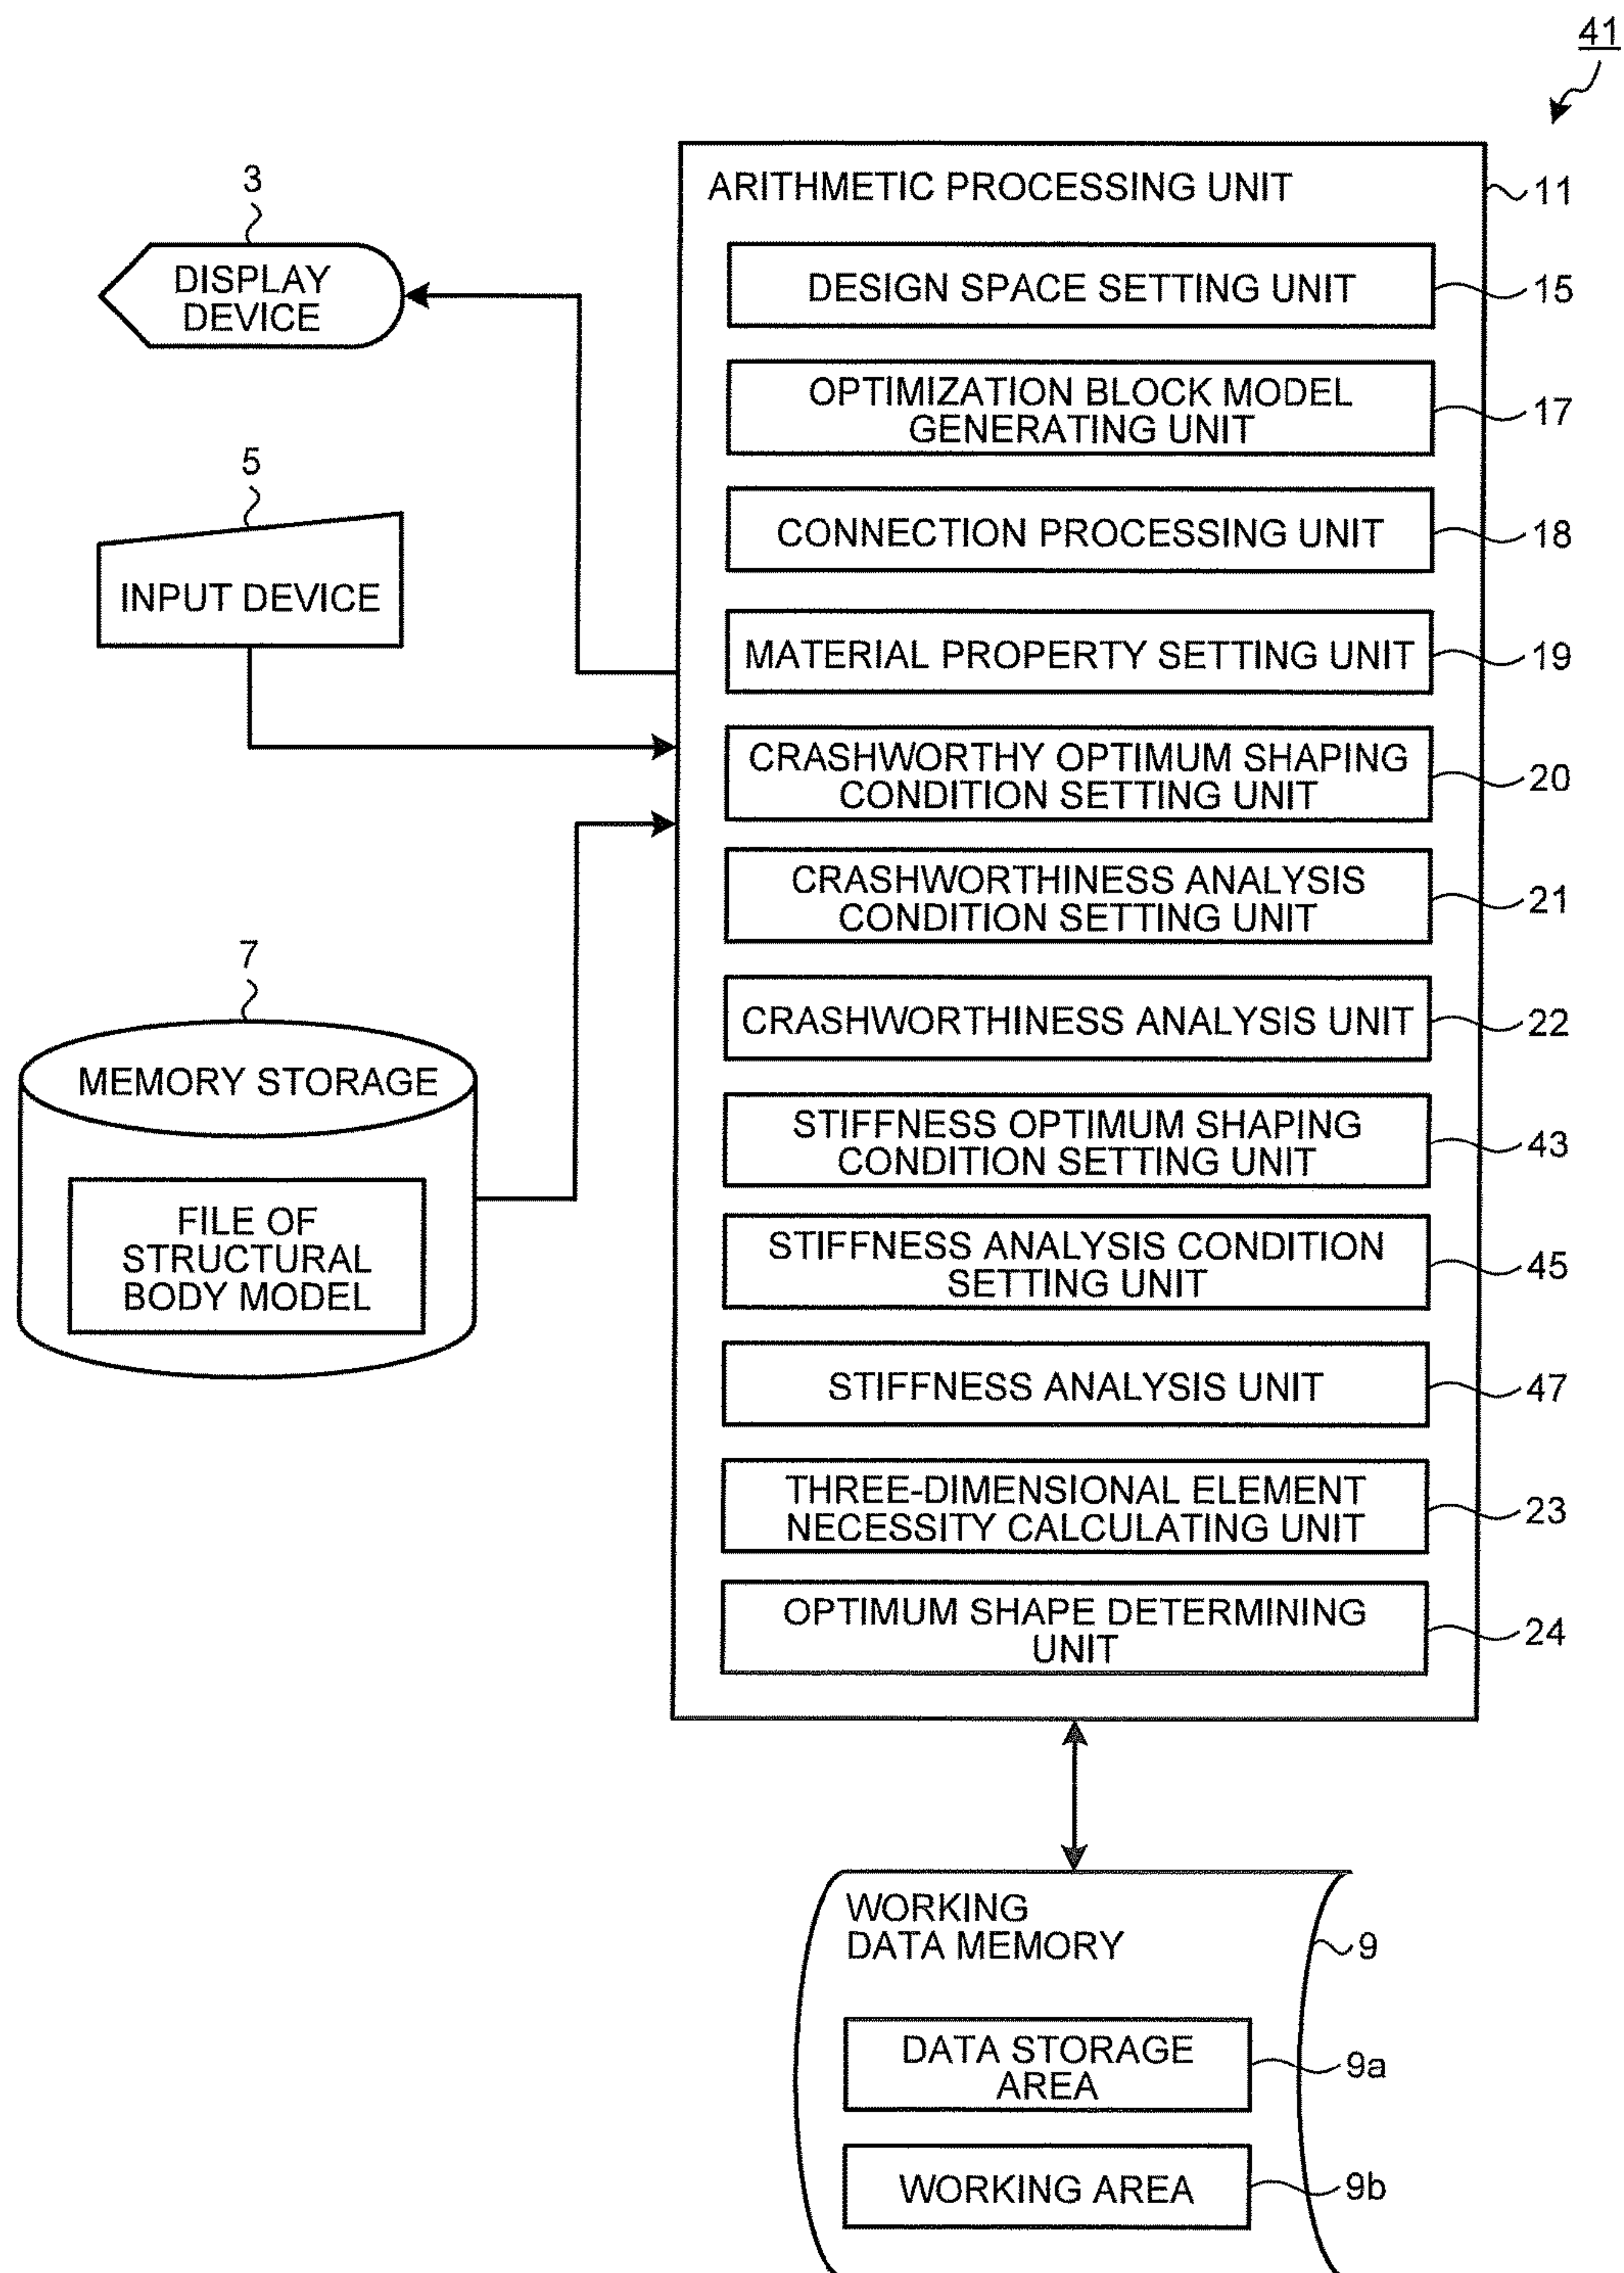 41
3
DISPLAY
DEVICE
5
INPUT DEVICE
7
MEMORY STORAGE
FILE OF
STRUCTURAL
BODY MODEL
ARITHMETIC PROCESSING UNIT
11
DESIGN SPACE SETTING UNIT
15
OPTIMIZATION BLOCK MODEL
GENERATING UNIT
17
CONNECTION PROCESSING UNIT
18
MATERIAL PROPERTY SETTING UNIT
19
CRASHWORTHY OPTIMUM SHAPING
CONDITION SETTING UNIT
20
CRASHWORTHINESS ANALYSIS
CONDITION SETTING UNIT
21
CRASHWORTHINESS ANALYSIS UNIT
22
STIFFNESS OPTIMUM SHAPING
CONDITION SETTING UNIT
43
STIFFNESS ANALYSIS CONDITION
SETTING UNIT
45
STIFFNESS ANALYSIS UNIT
47
THREE-DIMENSIONAL ELEMENT
NECESSITY CALCULATING UNIT
23
OPTIMUM SHAPE DETERMINING
UNIT
24
WORKING
DATA MEMORY
9
DATA STORAGE
AREA
9a
WORKING AREA
9b